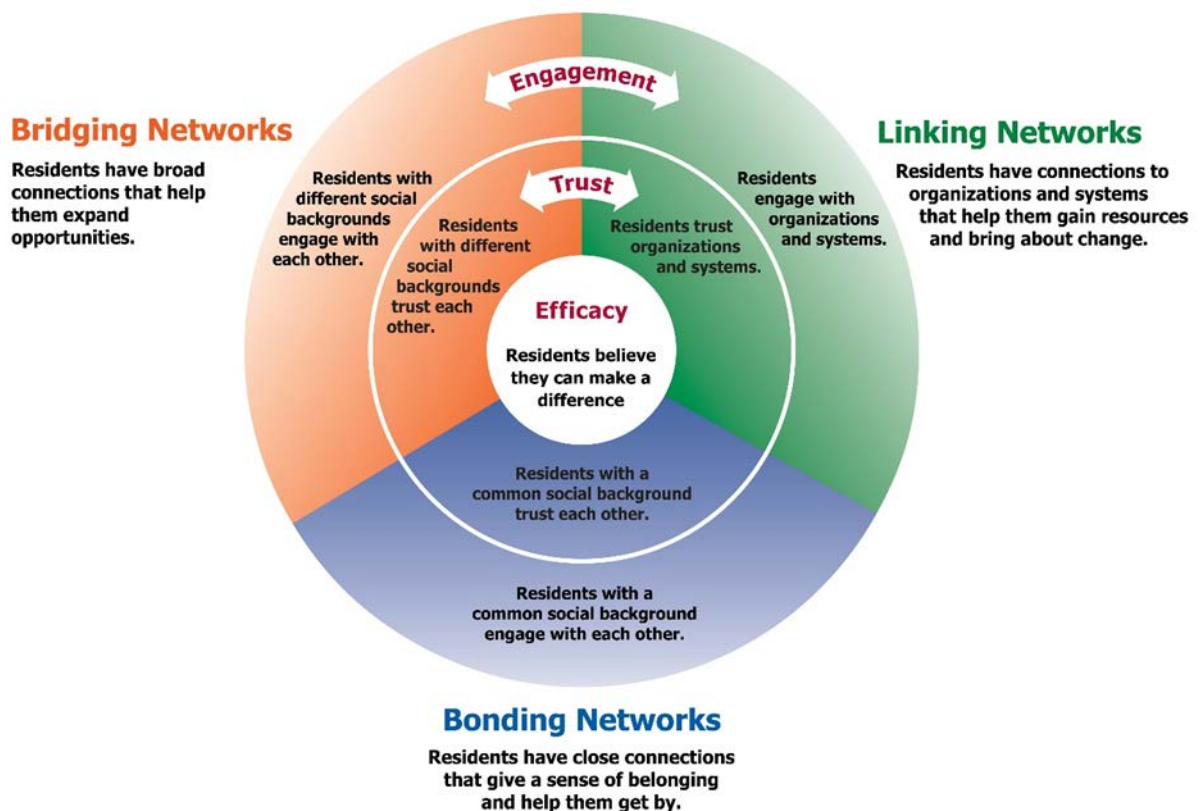 Engagement
Bridging Networks
Residents have broad
connections that help
them expand
opportunities.
Residents with
different social
backgrounds
engage with
each other.
Trust
Residents
with different
social
backgrounds
trust each
other.
Residents trust
organizations
and systems.
Residents
engage with
organizations
and systems.
Linking Networks
Residents have connections to
organizations and systems
that help them gain resources
and bring about change.
Efficacy
Residents believe
they can make a
difference
Residents with a
common social background
trust each other.
Residents with a
common social background
engage with each other.
Bonding Networks
Residents have close connections
that give a sense of belonging
and help them get by.